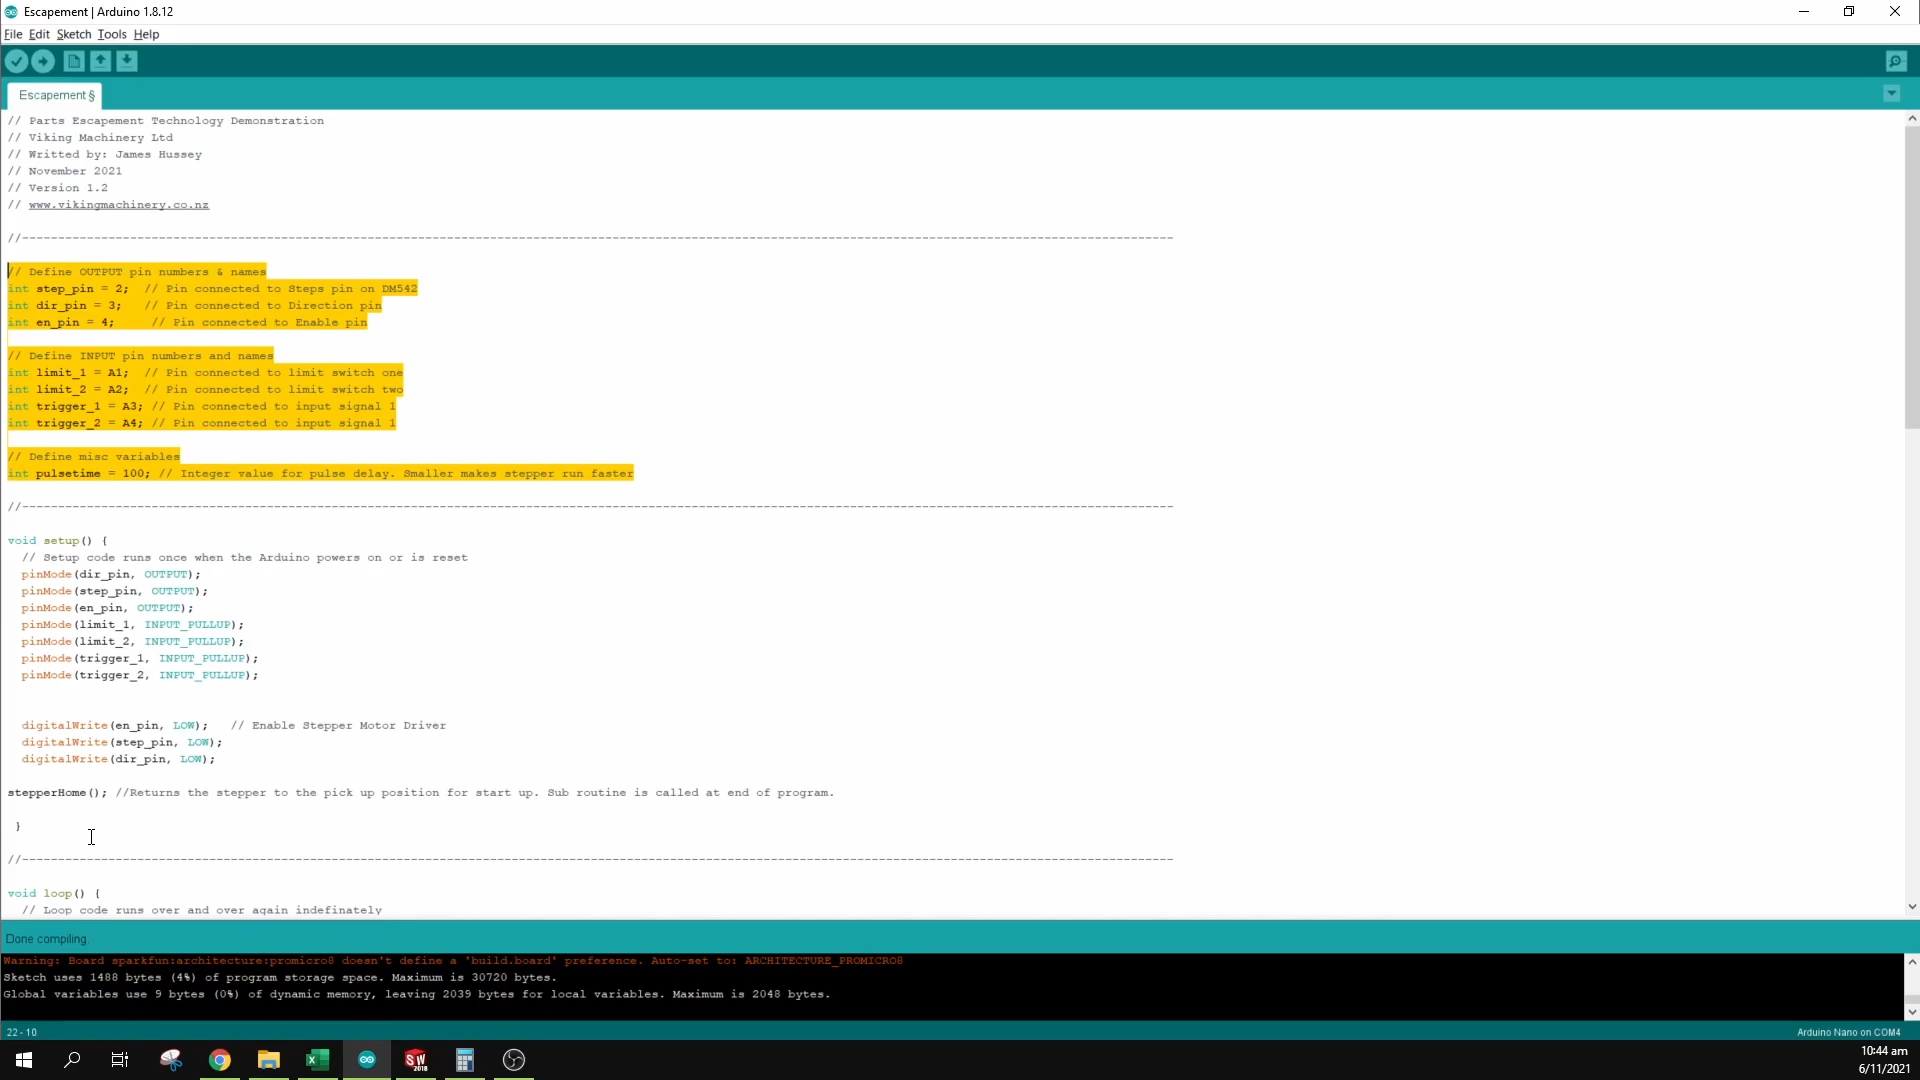 Escapement | Arduino 1.8.12
File Edit Sketch Tools Help
Escapement §
// Parts Escapement Technology Demonstration
// Viking Machinery Ltd
// Writted by: James Hussey
// November 2021
// Version 1.2
// www.vikingmachinery.co.nz
//----------------------------------------------------------------------------------------------------------------------------------------------------------------
// Define OUTPUT pin numbers & names
int step_pin = 2;  // Pin connected to Steps pin on DM542
int dir_pin = 3;   // Pin connected to Direction pin
int en_pin = 4;     // Pin connected to Enable pin
// Define INPUT pin numbers and names
int limit_1 = A1;  // Pin connected to limit switch one
int limit_2 = A2;  // Pin connected to limit switch two
int trigger_1 = A3; // Pin connected to input signal 1
int trigger_2 = A4; // Pin connected to input signal 1
// Define misc variables
int pulsetime = 100; // Integer value for pulse delay. Smaller makes stepper run faster
//----------------------------------------------------------------------------------------------------------------------------------------------------------------
void setup() {
  // Setup code runs once when the Arduino powers on or is reset
  pinMode(dir_pin, OUTPUT);
  pinMode(step_pin, OUTPUT);
  pinMode(en_pin, OUTPUT);
  pinMode(limit_1, INPUT_PULLUP);
  pinMode(limit_2, INPUT_PULLUP);
  pinMode(trigger_1, INPUT_PULLUP);
  pinMode(trigger_2, INPUT_PULLUP);
  digitalWrite(en_pin, LOW);   // Enable Stepper Motor Driver
  digitalWrite(step_pin, LOW);
  digitalWrite(dir_pin, LOW);
stepperHome(); //Returns the stepper to the pick up position for start up. Sub routine is called at end of program.
 }
//----------------------------------------------------------------------------------------------------------------------------------------------------------------
void loop() {
  // Loop code runs over and over again indefinately
Done compiling.
Warning: Board sparkfun:architecture:promicro8 doesn't define a 'build.board' preference. Auto-set to: ARCHITECTURE_PROMICRO8
Sketch uses 1488 bytes (4%) of program storage space. Maximum is 30720 bytes.
Global variables use 9 bytes (0%) of dynamic memory, leaving 2039 bytes for local variables. Maximum is 2048 bytes.
22 - 10
Arduino Nano on COM4
SW
2018
10:44 am
6/11/2021